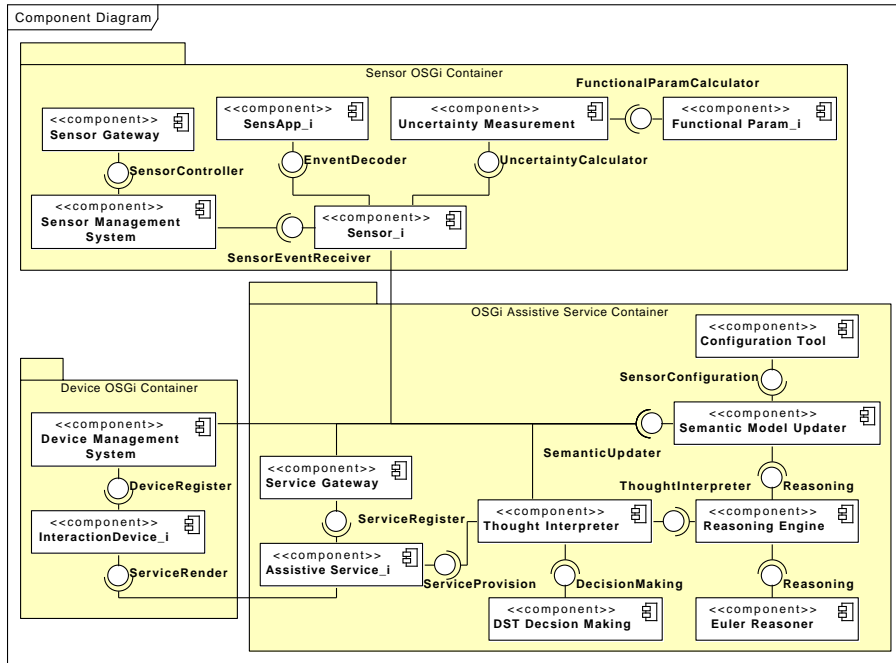 Component Diagram
Sensor OSGi Container
FunctionalParamCalculator
<<component>>
Sensor Gateway
<<component>>
SensApp_i
<<component>>
Uncertainty Measurement
<<component>>
Functional Param_i
SensorController
EnventDecoder
UncertaintyCalculator
<<component>>
Sensor Management
System
<<component>>
Sensor_i
SensorEventReceiver
OSGi Assistive Service Container
<<component>>
Configuration Tool
SensorConfiguration
Device OSGi Container
<<component>>
Device Management
System
<<component>>
Semantic Model Updater
SemanticUpdater
<<component>>
Service Gateway
DeviceRegister
ThoughtInterpreter
Reasoning
<<component>>
InteractionDevice_i
ServiceRegister
<<component>>
Thought Interpreter
<<component>>
Reasoning Engine
<<component>>
Assistive Service_i
ServiceRender
ServiceProvision
DecisionMaking
Reasoning
<<component>>
DST Decsion Making
<<component>>
Euler Reasoner